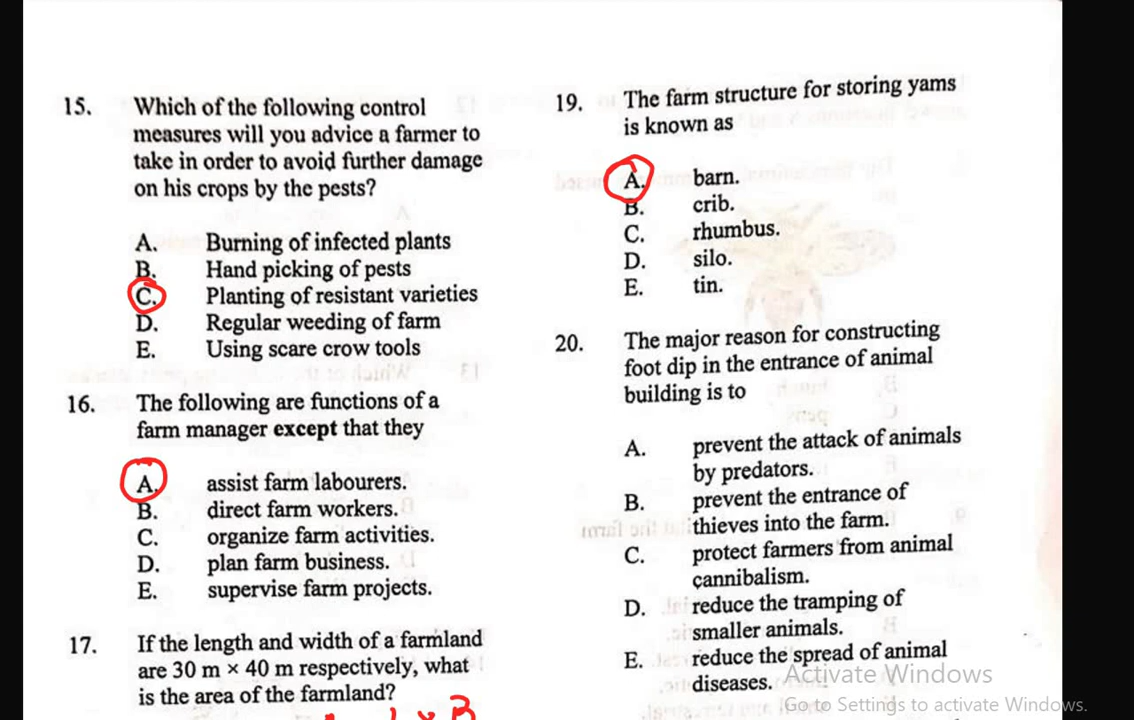 15. Which of the following control
measures will you advice a farmer to
take in order to avoid further damage
on his crops by the pests?
A. Burning of infected plants
B. Hand picking of pests
C. Planting of resistant varieties
D. Regular weeding of farm
E. Using scare crow tools
16. The following are functions of a
farm manager except that they
A. assist farm labourers.
B. direct farm workers.
C. organize farm activities.
D. plan farm business.
E. supervise farm projects.
17. If the length and width of a farmland
are 30 m × 40 m respectively, what
is the area of the farmland?
19. The farm structure for storing yams
is known as
A. barn.
B. crib.
C. rhumbus.
D. silo.
E. tin.
20. The major reason for constructing
foot dip in the entrance of animal
building is to
A. prevent the attack of animals
by predators.
B. prevent the entrance of
thieves into the farm.
C. protect farmers from animal
cannibalism.
D. reduce the tramping of
smaller animals.
E. reduce the spread of animal
diseases.
Activate Windows
Go to Settings to activate Windows.